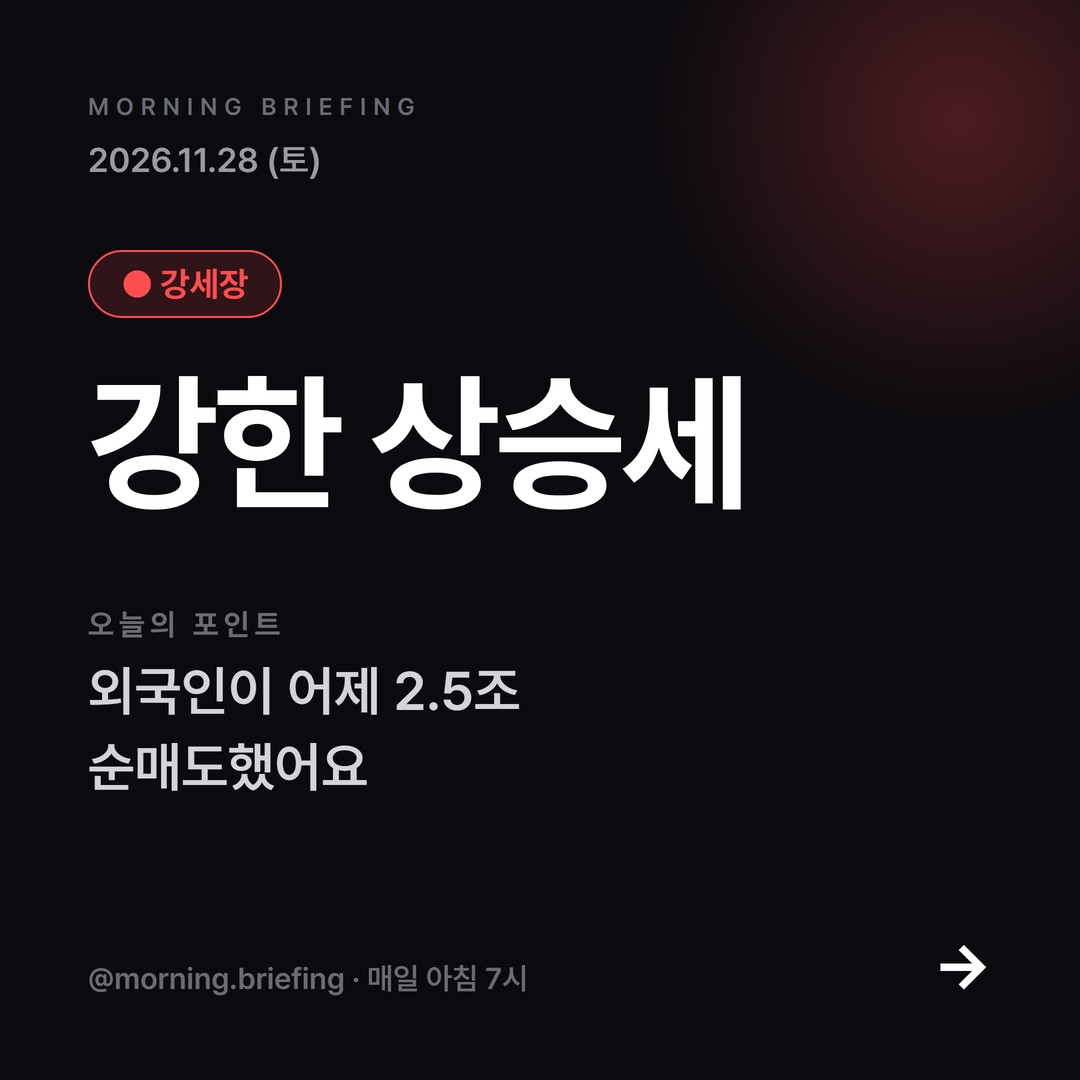 MORNING BRIEFING
2026.11.28 (토)
강세장
강한 상승세
오늘의 포인트
외국인이 어제 2.5조
순매도했어요
@morning.briefing · 매일 아침 7시